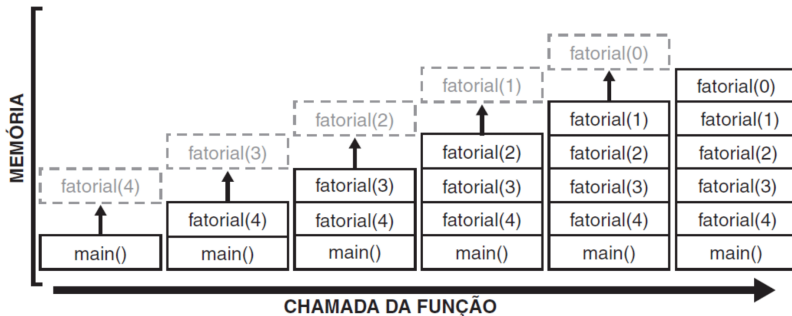 MEMÓRIA
fatorial(4)
main()
fatorial(3)
fatorial(4)
main()
fatorial(2)
fatorial(3)
fatorial(4)
main()
fatorial(1)
fatorial(2)
fatorial(3)
fatorial(4)
main()
fatorial(0)
fatorial(1)
fatorial(2)
fatorial(3)
fatorial(4)
main()
fatorial(0)
fatorial(1)
fatorial(2)
fatorial(3)
fatorial(4)
main()
CHAMADA DA FUNÇÃO